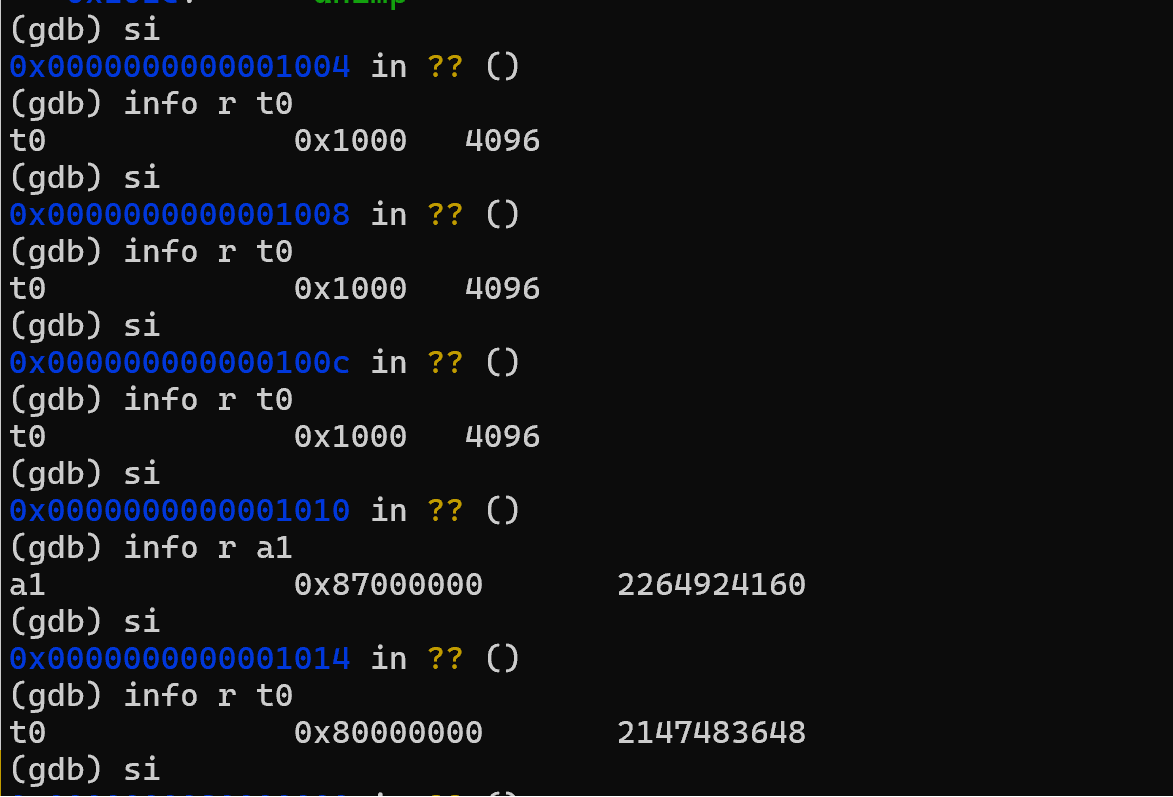 (gdb) si
0x0000000000001004 in ?? ()
(gdb) info r t0
t0             0x1000   4096
(gdb) si
0x0000000000001008 in ?? ()
(gdb) info r t0
t0             0x1000   4096
(gdb) si
0x000000000000100c in ?? ()
(gdb) info r t0
t0             0x1000   4096
(gdb) si
0x0000000000001010 in ?? ()
(gdb) info r a1
a1             0x87000000       2264924160
(gdb) si
0x0000000000001014 in ?? ()
(gdb) info r t0
t0             0x80000000       2147483648
(gdb) si